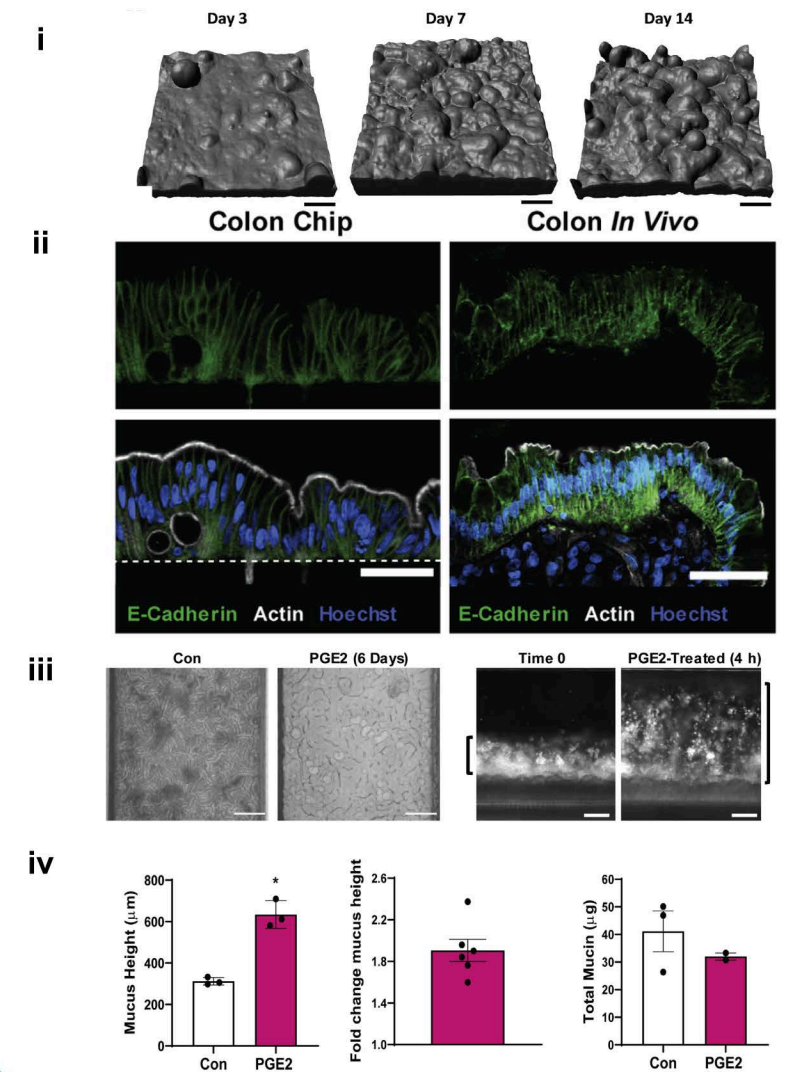 Day 3 Day 7 Day 14
i
Colon Chip Colon In Vivo
ii
E-Cadherin Actin Hoechst E-Cadherin Actin Hoechst
iii
Con PGE2 (6 Days) Time 0 PGE2-Treated (4 h)
iv
Mucus Height (μm)
800
600
400
200
0
*
Con PGE2
Fold change mucus height
2.6
2.2
1.8
1.4
1.0
Total Mucin (μg)
60
50
40
30
20
10
0
Con PGE2